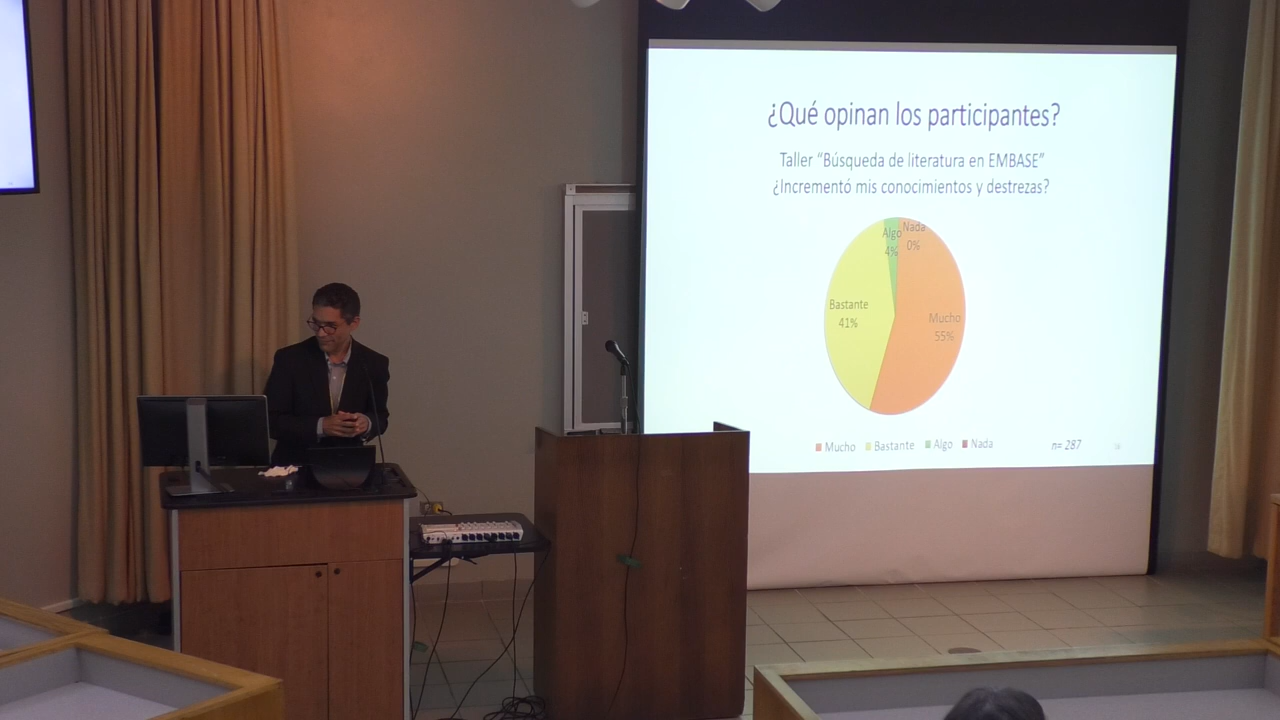 ¿Qué opinan los participantes?
Taller “Búsqueda de literatura en EMBASE”
¿Incrementó mis conocimientos y destrezas?
Algo
4%
Nada
0%
Bastante
41%
Mucho
55%
Mucho Bastante Algo Nada
n= 287